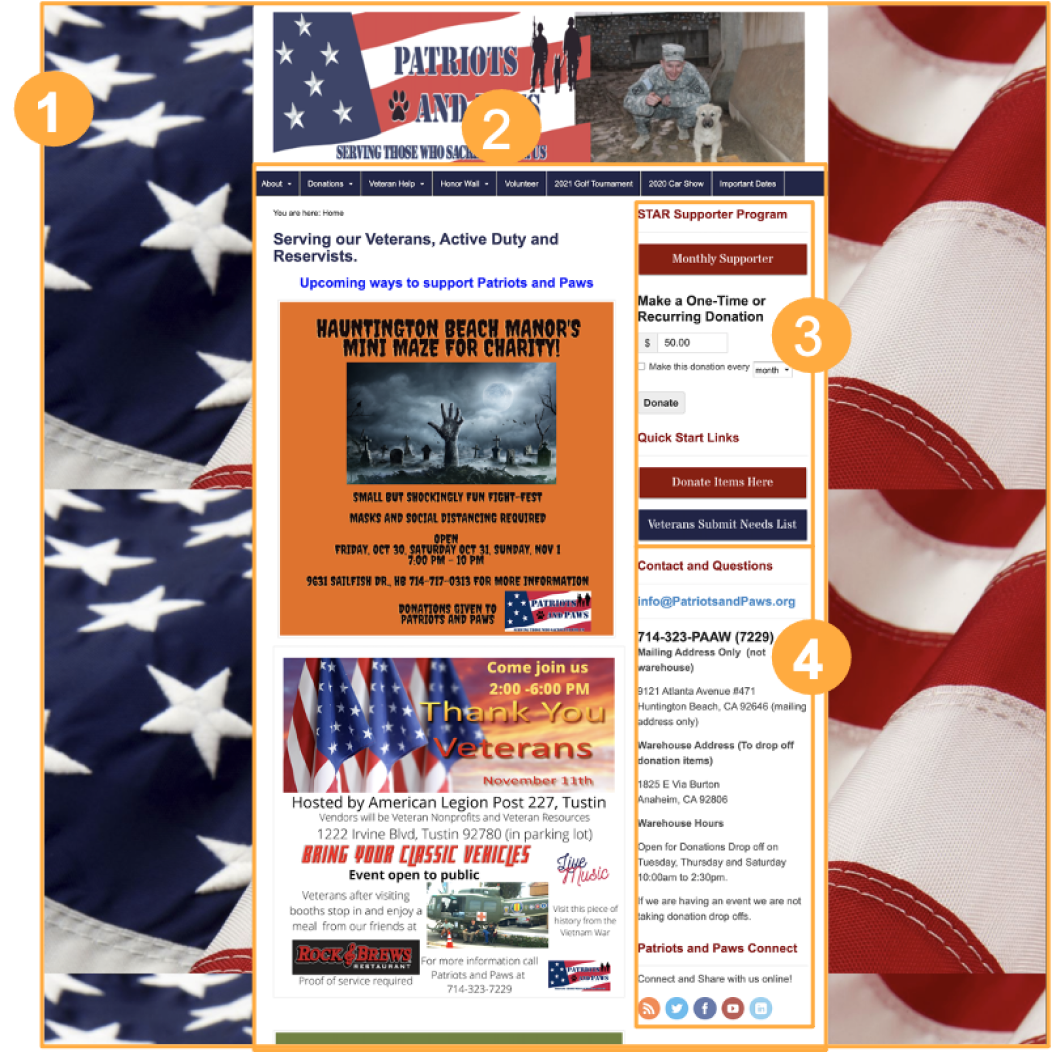 1
PATRIOTS
AND
2
SERVING THOSE WHO US
About
Donations
Veteran Help
Honor Wall
Volunteer
2021 Golf Tournament
2020 Car Show
Important Dates
You are here: Home
Serving our Veterans, Active Duty and
Reservists.
Upcoming ways to support Patriots and Paws
HAUNTINGTON BEACH MANOR'S
MINI MAZE FOR CHARITY!
SMALL BUT SHOCKINGLY FUN FIGHT-FEST
MASKS AND SOCIAL DISTANCING REQUIRED
OPEN
FRIDAY, OCT 30, SATURDAY OCT 31, SUNDAY, NOV 1
7:00 PM - 10 PM
9631 SAILFISH DR., HB 714-717-0313 FOR MORE INFORMATION
DONATIONS GIVEN TO
PATRIOTS AND PAWS
PATRIOTS
AND PAWS
Come join us
2:00 -6:00 PM
Thank You
Veterans
November 11th
Hosted by American Legion Post 227, Tustin
Vendors will be Veteran Nonprofits and Veteran Resources
1222 Irvine Blvd, Tustin 92780 (in parking lot)
BRING YOUR CLASSIC VEHICLES
Event open to public
Live
Music
Veterans after visiting
booths stop in and enjoy a
meal from our friends at
ROCK & BREWS
RESTAURANT
Proof of service required
For more information call
Patriots and Paws at
714-323-7229
Visit this piece of
history from the
Vietnam War
PATRIOTS
AND PAWS
STAR Supporter Program
Monthly Supporter
Make a One-Time or
Recurring Donation
3
$ 50.00
Make this donation every month
Donate
Quick Start Links
Donate Items Here
Veterans Submit Needs List
Contact and Questions
info@PatriotsandPaws.org
714-323-PAAW (7229)
4
Mailing Address Only (not
warehouse)
9121 Atlanta Avenue #471
Huntington Beach, CA 92646 (mailing
address only)
Warehouse Address (To drop off
donation items)
1825 E Via Burton
Anaheim, CA 92806
Warehouse Hours
Open for Donations Drop off on
Tuesday, Thursday and Saturday
10:00am to 2:30pm.
If we are having an event we are not
taking donation drop offs.
Patriots and Paws Connect
Connect and Share with us online!